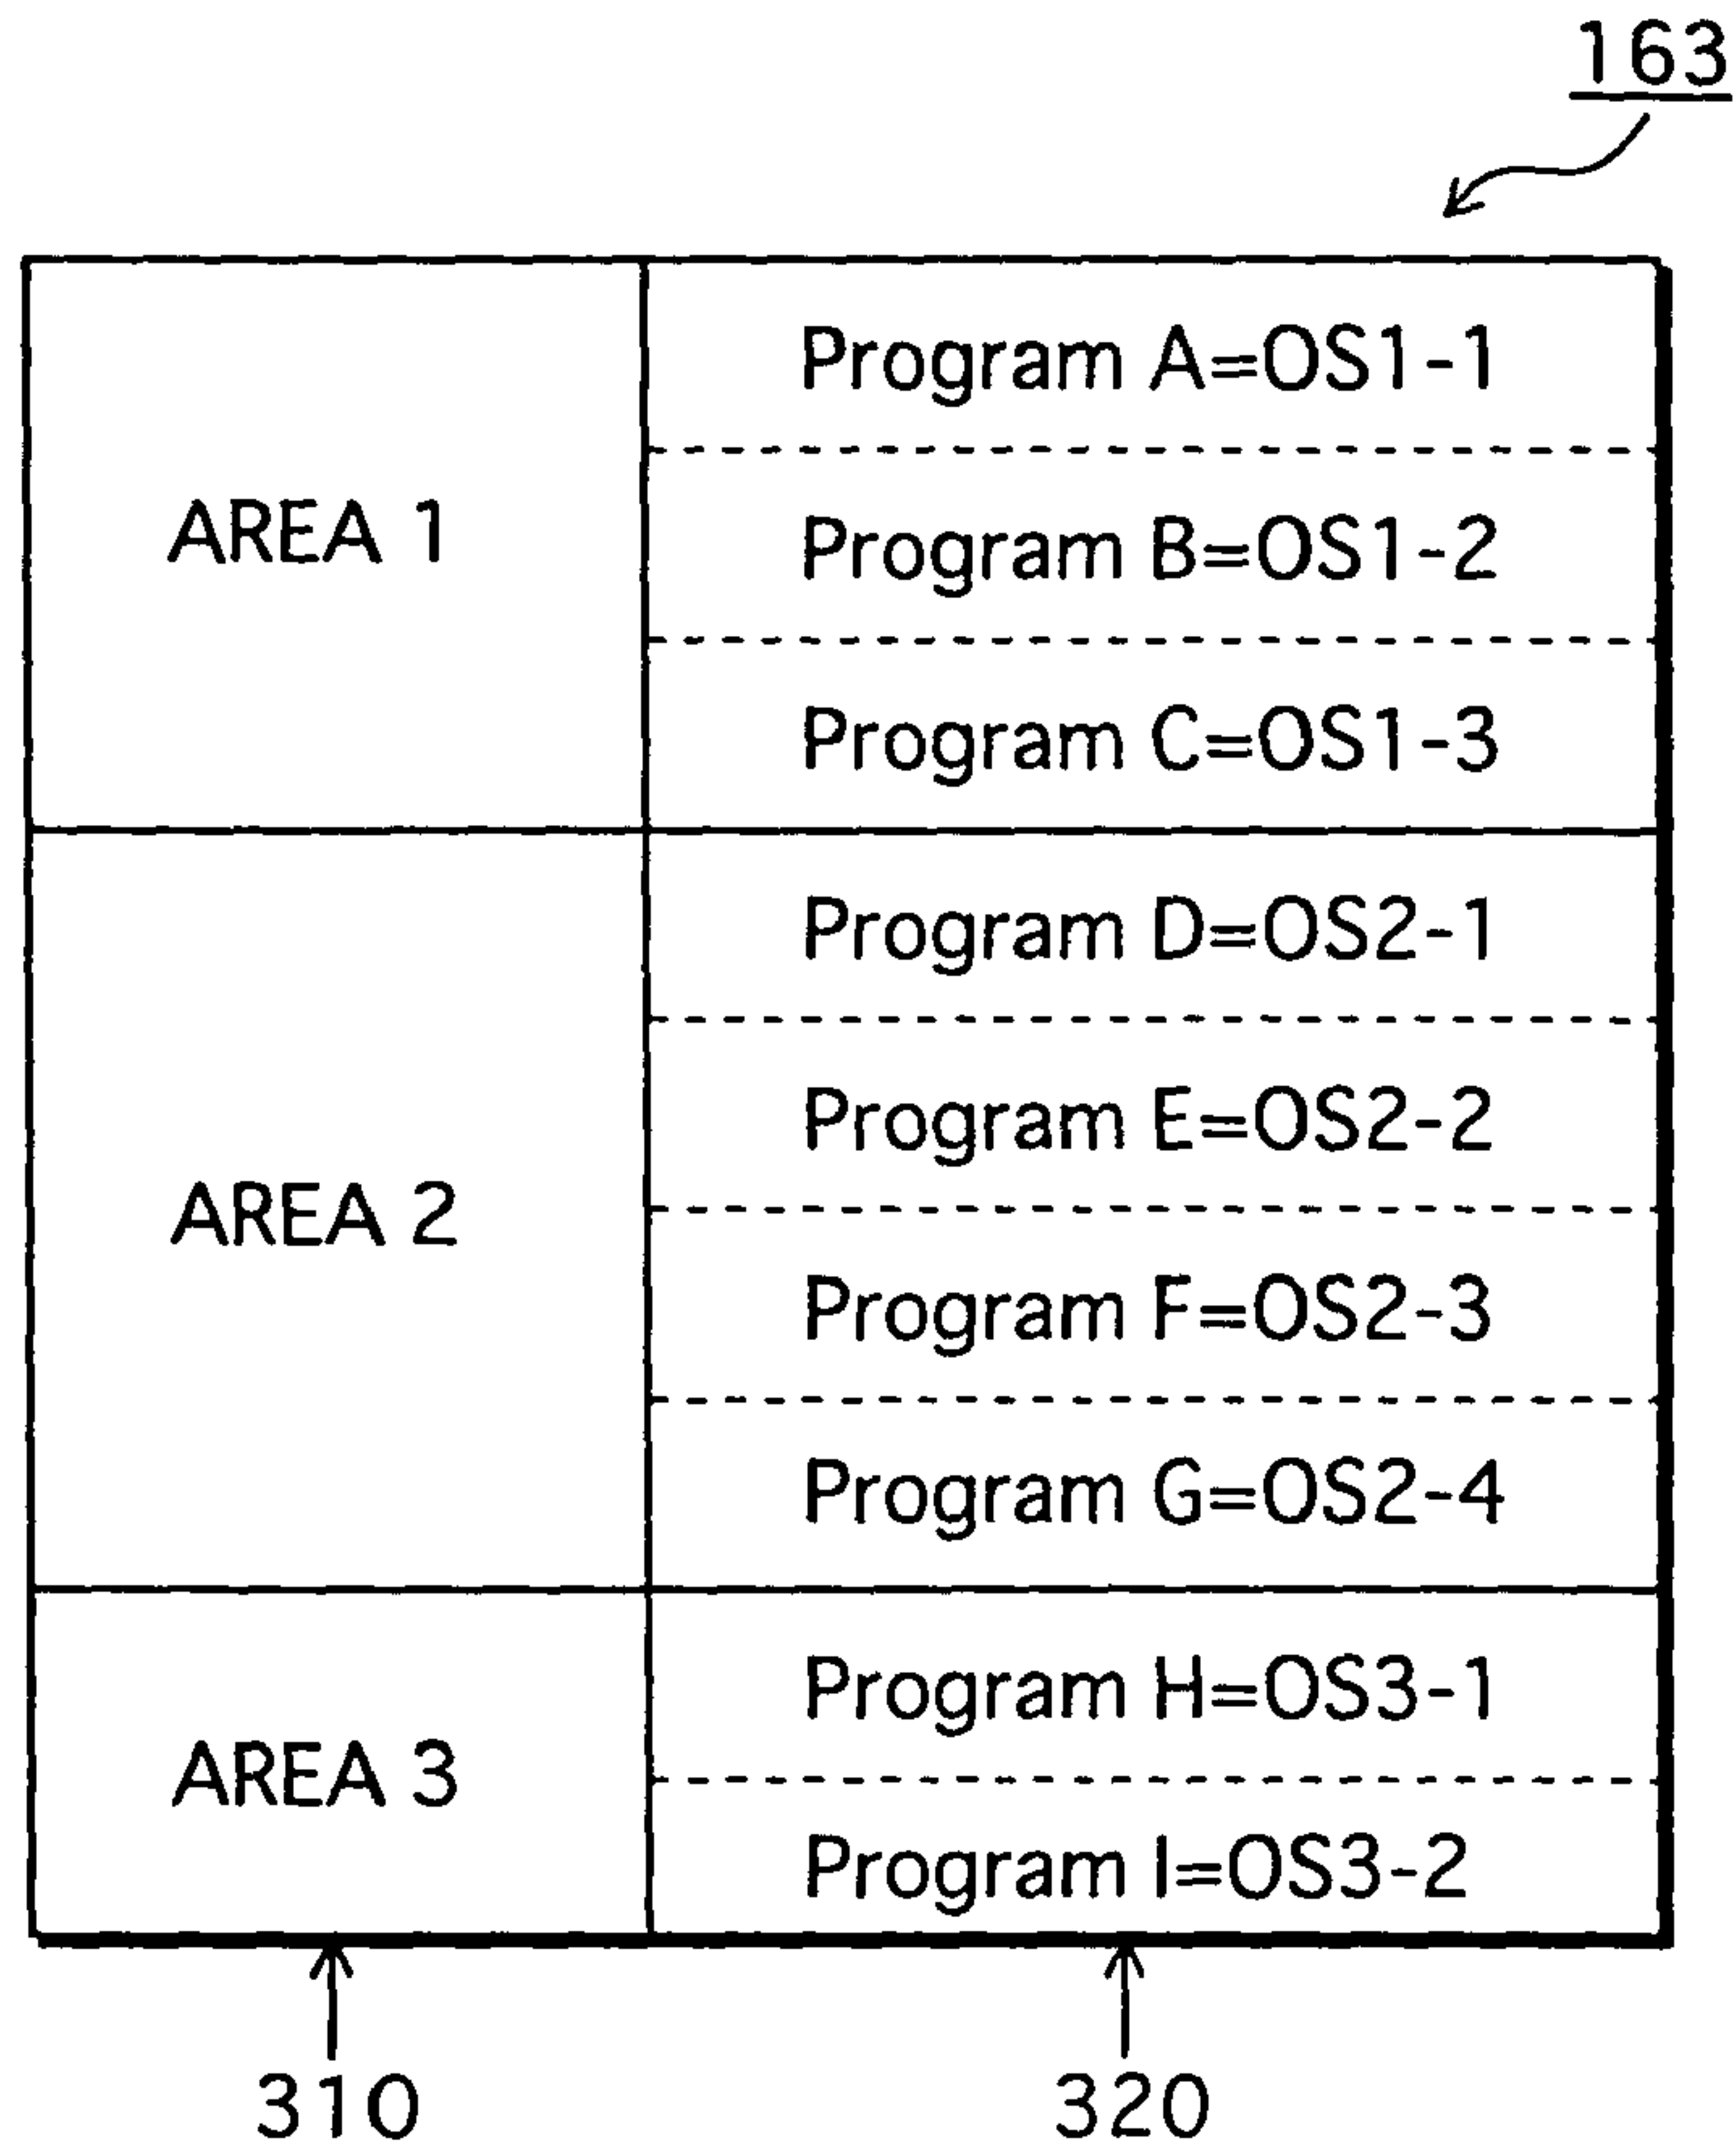 163
Program A=OS1-1
Program B=OS1-2
AREA 1
Program C=OS1-3
Program D=OS2-1
Program E=OS2-2
AREA 2
Program F=OS2-3
Program G=OS2-4
Program H=OS3-1
AREA 3
Program I=OS3-2
310 320